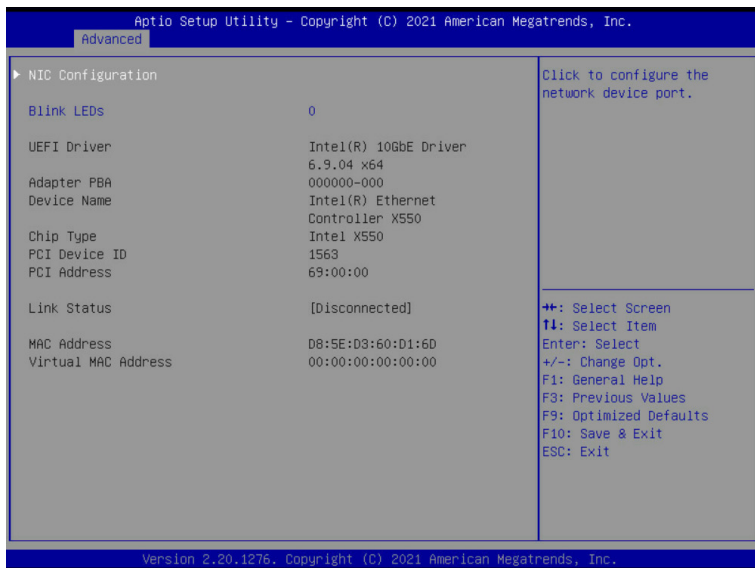 Aptio Setup Utility – Copyright (C) 2021 American Megatrends, Inc.
Advanced
▶ NIC Configuration
Blink LEDs 0
UEFI Driver Intel(R) 10GbE Driver
6.9.04 x64
Adapter PBA 000000-000
Device Name Intel(R) Ethernet
Controller X550
Chip Type Intel X550
PCI Device ID 1563
PCI Address 69:00:00
Link Status [Disconnected]
MAC Address D8:5E:D3:60:D1:6D
Virtual MAC Address 00:00:00:00:00:00
Click to configure the
network device port.
→←: Select Screen
↑↓: Select Item
Enter: Select
+/-: Change Opt.
F1: General Help
F3: Previous Values
F9: Optimized Defaults
F10: Save & Exit
ESC: Exit
Version 2.20.1276. Copyright (C) 2021 American Megatrends, Inc.